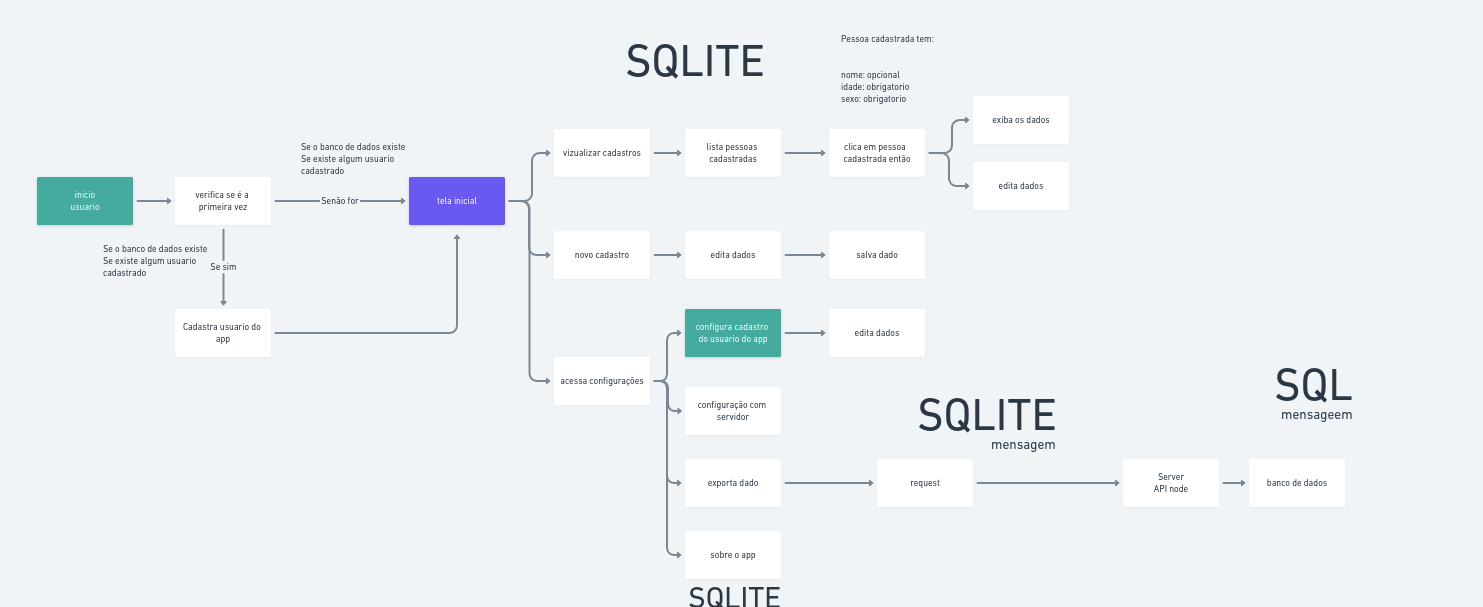 SQLITE
Pessoa cadastrada tem:
nome: opcional
idade: obrigatorio
sexo: obrigatorio
exiba os dados
Se o banco de dados existe
Se existe algum usuario
cadastrado
vizualizar cadastros
lista pessoas
cadastradas
clica em pessoa
cadastrada então
edita dados
inicio
usuario
verifica se é a
primeira vez
Senão for
tela inicial
Se o banco de dados existe
Se existe algum usuario
cadastrado
Se sim
novo cadastro
edita dados
salva dado
Cadastra usuario do
app
configura cadastro
do usuario do app
edita dados
acessa configurações
configuração com
servidor
SQLITE
mensagem
SQL
mensageem
exporta dado
request
Server
API node
banco de dados
sobre o app
SQLITE